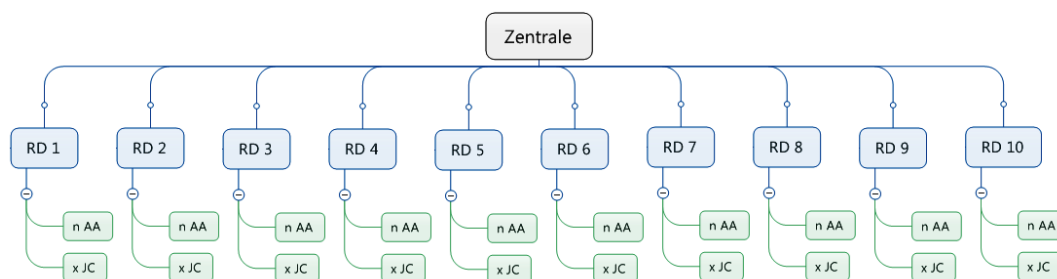 Zentrale
RD 1 RD 2 RD 3 RD 4 RD 5 RD 6 RD 7 RD 8 RD 9 RD 10
n AA n AA n AA n AA n AA n AA n AA n AA n AA n AA
x JC x JC x JC x JC x JC x JC x JC x JC x JC x JC